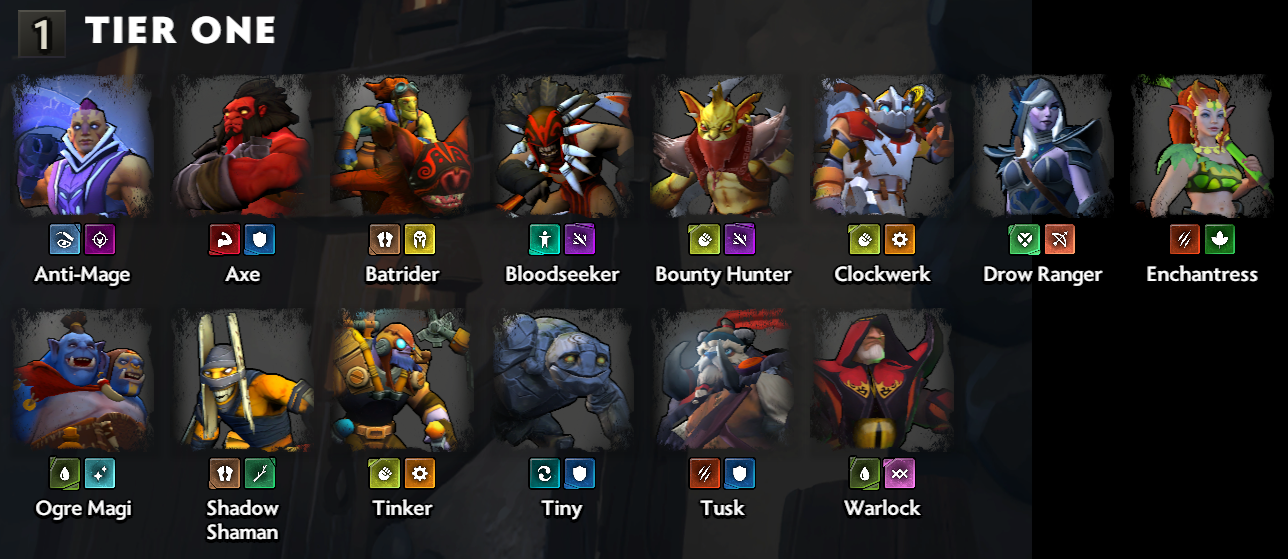 1 TIER ONE
Anti-Mage
Axe
Batrider
Bloodseeker
Bounty Hunter
Clockwerk
Drow Ranger
Enchantress
Ogre Magi
Shadow
Shaman
Tinker
Tiny
Tusk
Warlock